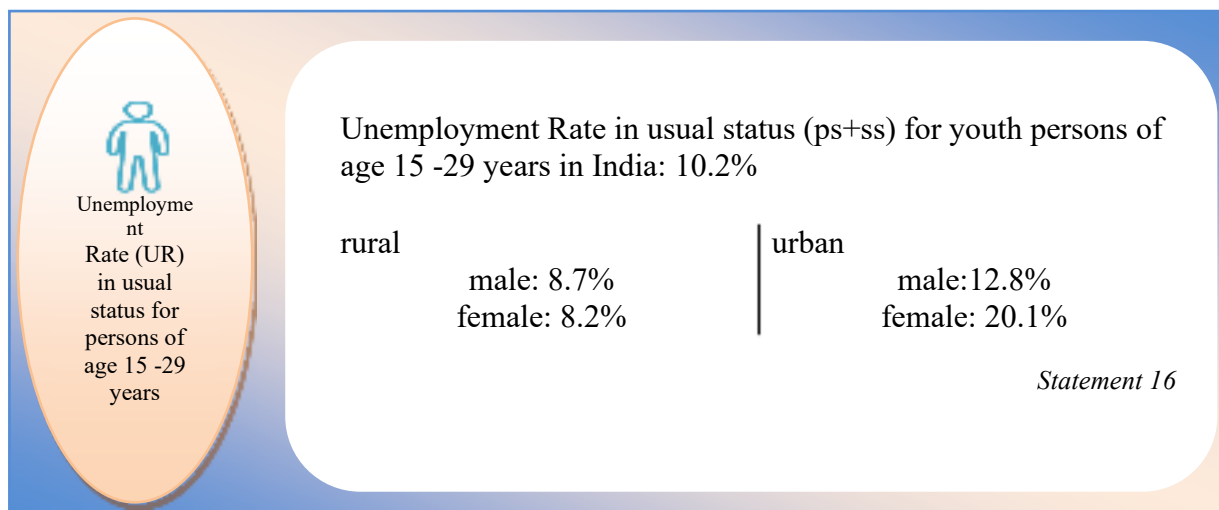 Unemployme
nt
Rate (UR)
in usual
status for
persons of
age 15 -29
years
Unemployment Rate in usual status (ps+ss) for youth persons of
age 15 -29 years in India: 10.2%
rural
male: 8.7%
female: 8.2%
urban
male:12.8%
female: 20.1%
Statement 16